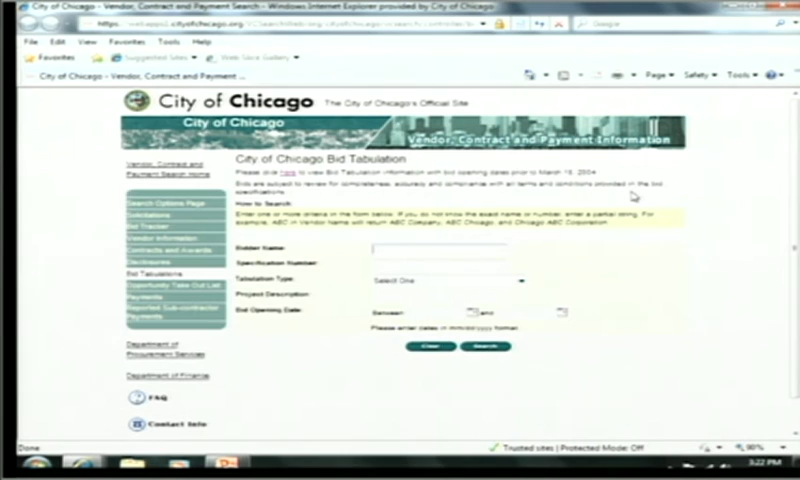 City of Chicago - Vendor, Contract and Payment Search - Windows Internet Explorer provided by City of Chicago
Google
File Edit View Favorites Tools Help
Favorites Suggested Sites Web Slice Gallery
City of Chicago - Vendor, Contract and Payment ...
Page Safety Tools
City of Chicago The City of Chicago's Official Site
City of Chicago
Vendor, Contract and Payment Information
Vendor, Contract and
Payment Search Home
Search Options Page
Solicitations
Bid Tracker
Vendor Information
Contracts and Awards
Disclosures
Bid Tabulations
Opportunity Take Out List
Payments
Reported Sub-contractor
Payments
Department of
Procurement Services
Department of Finance
FAQ
Contact Info
City of Chicago Bid Tabulation
Please click here to view Bid Tabulation information with bid opening dates prior to March 2004
Bids are subject to review for completeness, accuracy and compliance with all terms and conditions provided in the bid
specifications.
How to Search:
Enter one or more criteria in the form below. If you do not know the exact name or number, enter a partial string. For
example, ABC in Vendor Name will return ABC Company, ABC Chicago, and Chicago ABC Corporation.
Bidder Name:
Specification Number:
Tabulation Type: Select One
Project Description:
Bid Opening Date: Between and
Please enter dates in mm/dd/yyyy format.
Clear Search
Done Trusted sites | Protected Mode: Off 90%
3:22 PM